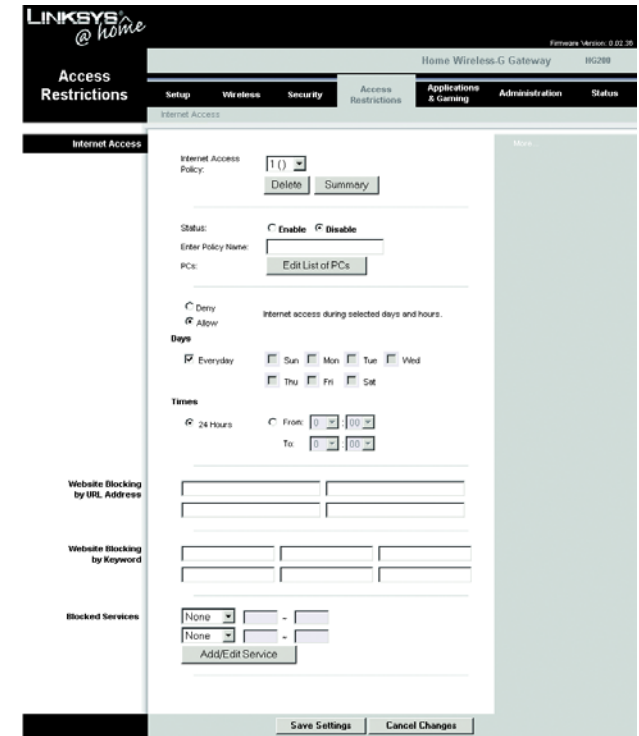 LINKSYS
@ home
Firmware Version: 0.02.36
Home Wireless-G Gateway HG200
Access Restrictions
Setup Wireless Security Access Restrictions Applications & Gaming Administration Status
Internet Access
Internet Access
More...
Internet Access Policy: 1 ()
Delete Summary
Status: Enable Disable
Enter Policy Name:
PCs: Edit List of PCs
Deny
Allow
Internet access during selected days and hours.
Days
Everyday Sun Mon Tue Wed
Thu Fri Sat
Times
24 Hours From: 0 : 00
To: 0 : 00
Website Blocking by URL Address
Website Blocking by Keyword
Blocked Services
None -
None -
Add/Edit Service
Save Settings Cancel Changes